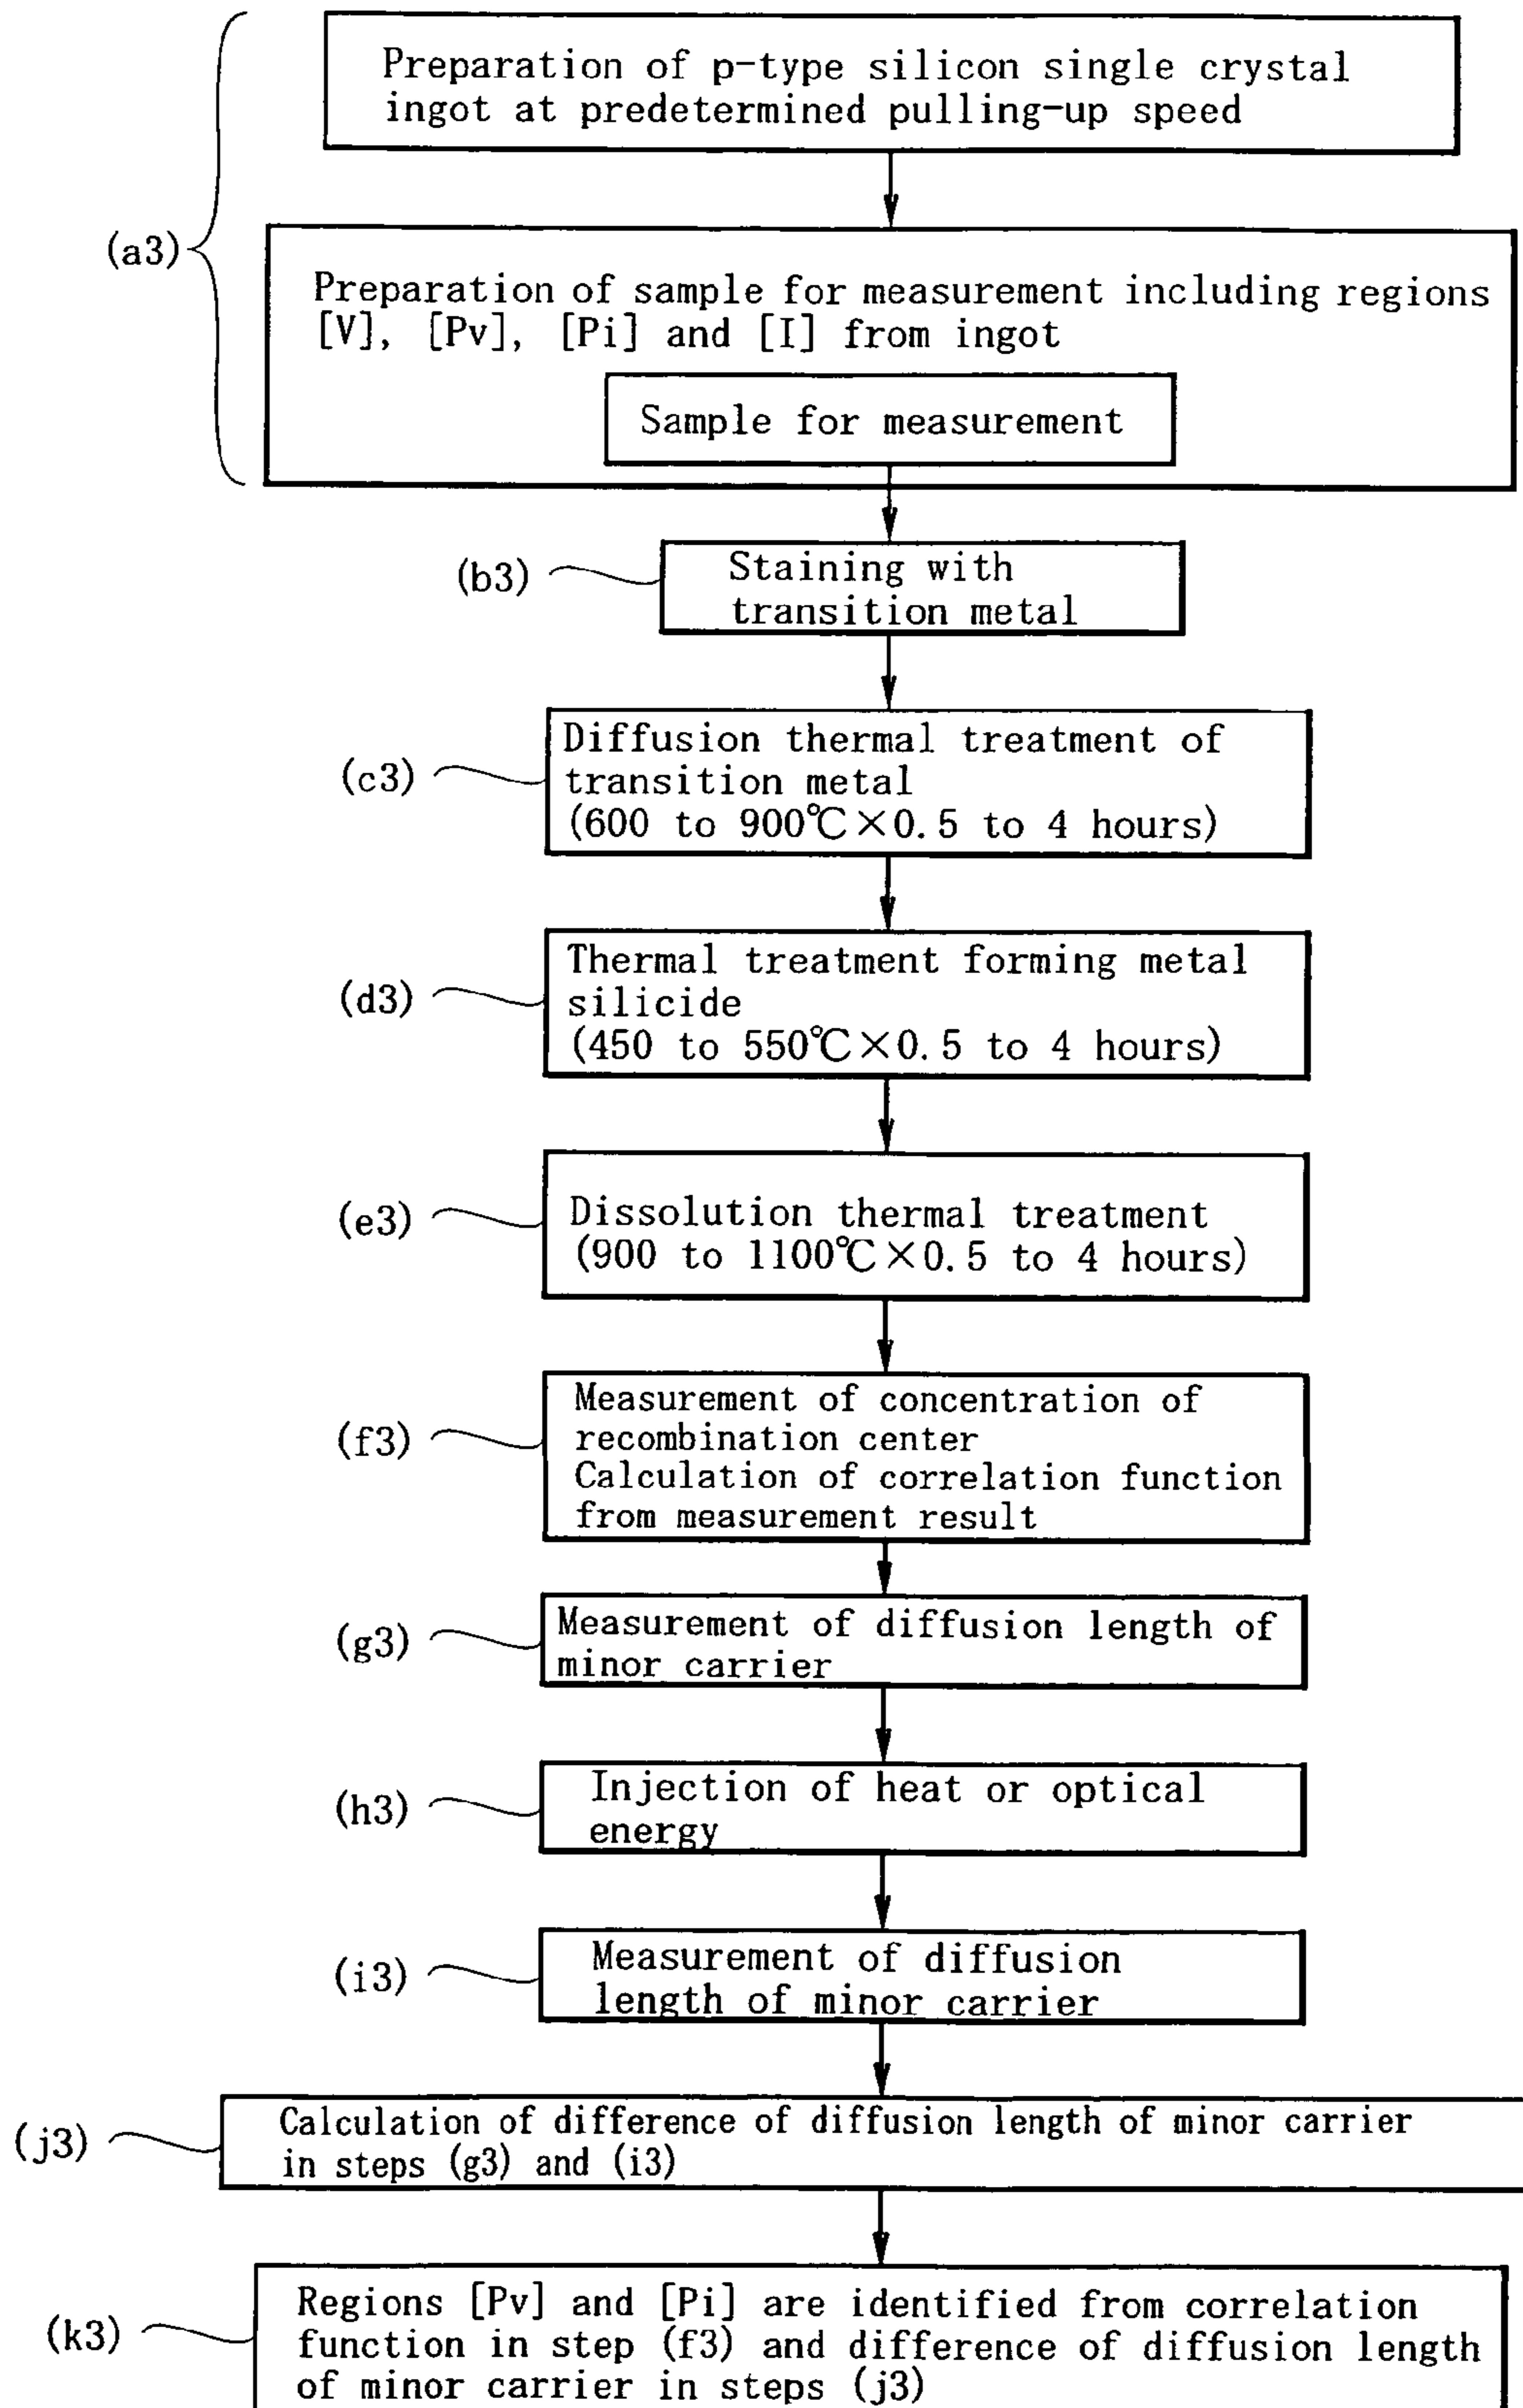 Preparation of p-type silicon single crystal
ingot at predetermined pulling-up speed
(a3)
Preparation of sample for measurement including regions
[V], [Pv], [Pi] and [I] from ingot
Sample for measurement
(b3)
Staining with
transition metal
(c3)
Diffusion thermal treatment of
transition metal
(600 to 900℃×0.5 to 4 hours)
(d3)
Thermal treatment forming metal
silicide
(450 to 550℃×0.5 to 4 hours)
(e3)
Dissolution thermal treatment
(900 to 1100℃×0.5 to 4 hours)
(f3)
Measurement of concentration of
recombination center
Calculation of correlation function
from measurement result
(g3)
Measurement of diffusion length of
minor carrier
(h3)
Injection of heat or optical
energy
(i3)
Measurement of diffusion
length of minor carrier
(j3)
Calculation of difference of diffusion length of minor carrier
in steps (g3) and (i3)
(k3)
Regions [Pv] and [Pi] are identified from correlation
function in step (f3) and difference of diffusion length
of minor carrier in steps (j3)